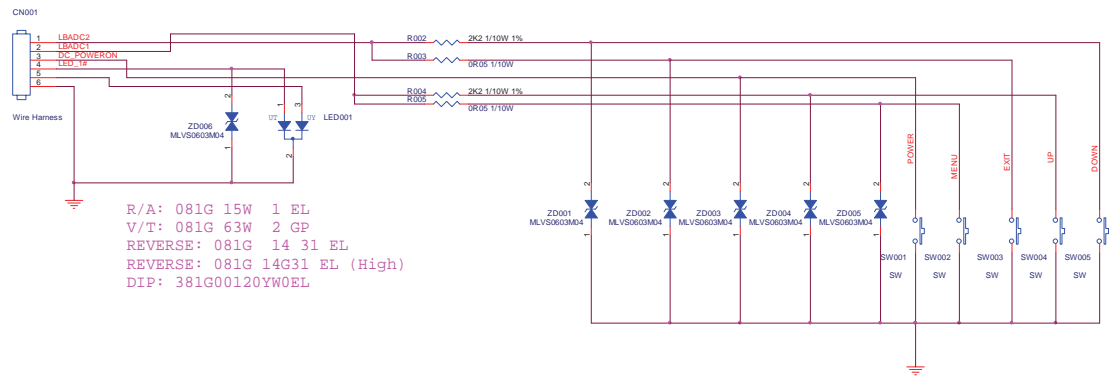 CN001
1 LBADC2
2 LBADC1
3 DC_POWERON
4 LED_1#
5
6
Wire Harness
R002 2K2 1/10W 1%
R003 0R05 1/10W
R004 2K2 1/10W 1%
R005 0R05 1/10W
2
1
ZD006
MLVS0603M04
1
3
UT
UY
LED001
2
POWER
MENU
EXIT
UP
DOWN
2
2
2
2
2
ZD001
MLVS0603M04
ZD002
MLVS0603M04
ZD003
MLVS0603M04
ZD004
MLVS0603M04
ZD005
MLVS0603M04
1
1
1
1
1
SW001
SW
SW002
SW
SW003
SW
SW004
SW
SW005
SW
R/A: 081G 15W 1 EL
V/T: 081G 63W 2 GP
REVERSE: 081G 14 31 EL
REVERSE: 081G 14G31 EL (High)
DIP: 381G00120YW0EL